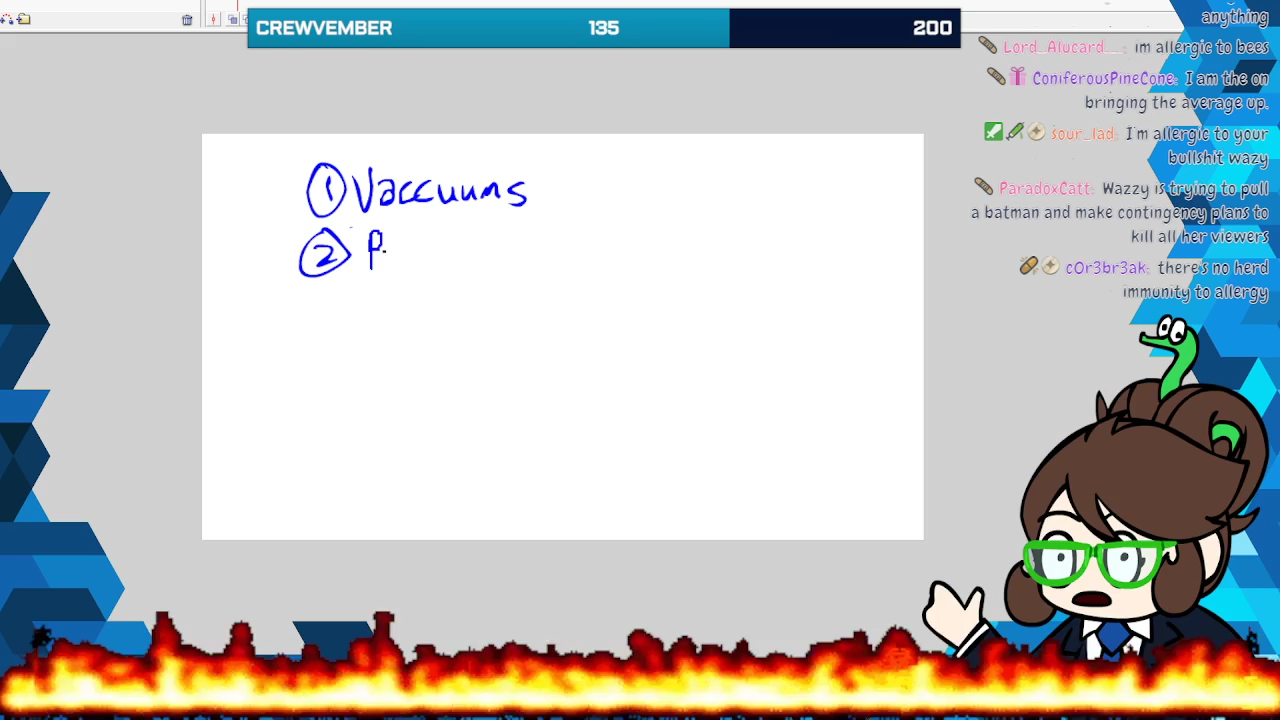 CREWVEMBER 135 200
anything
Lord_Alucard__: im allergic to bees
ConiferousPineCone: I am the on
bringing the average up.
sour_lad: I'm allergic to your
bullshit wazy
ParadoxCatt: Wazzy is trying to pull
a batman and make contingency plans to
kill all her viewers
c0r3br3ak: there's no herd
immunity to allergy
① Vaccuums
② P